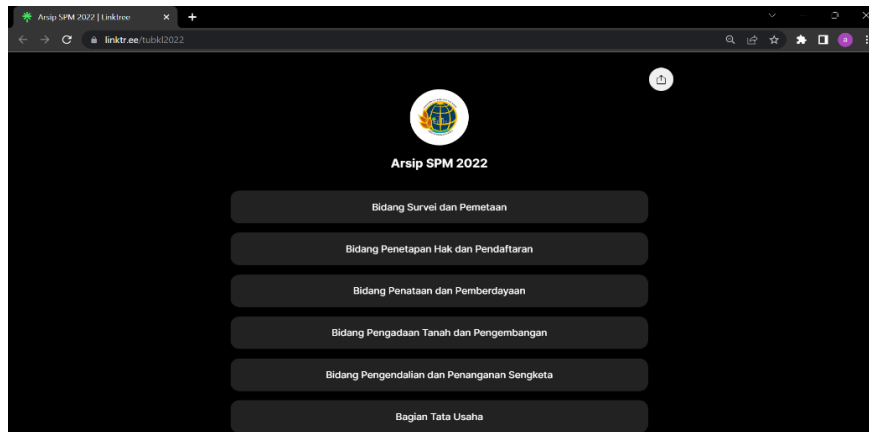 Arsip SPM 2022 | Linktree
linktr.ee/tubkl2022
a
Arsip SPM 2022
Bidang Survei dan Pemetaan
Bidang Penetapan Hak dan Pendaftaran
Bidang Penataan dan Pemberdayaan
Bidang Pengadaan Tanah dan Pengembangan
Bidang Pengendalian dan Penanganan Sengketa
Bagian Tata Usaha